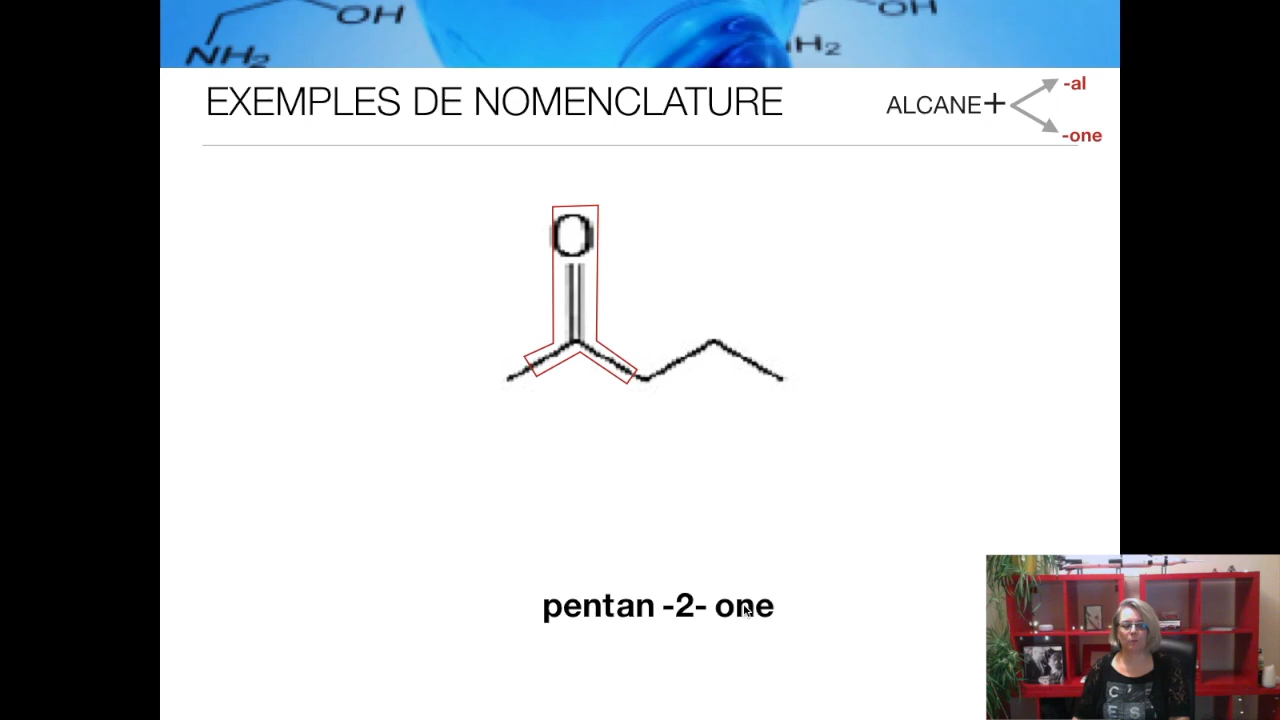 OH
OH
NH₂
H₂
EXEMPLES DE NOMENCLATURE
ALCANE+
-al
-one
O
pentan -2- one
C'
E S